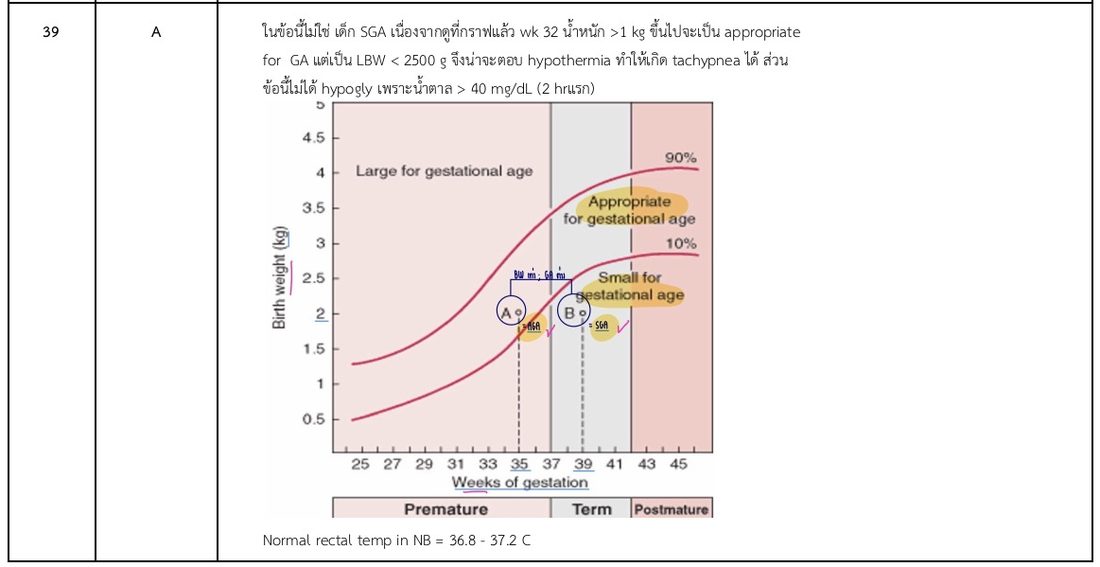 39
A
ในข้อนี้ไม่ใช่ เด็ก SGA เนื่องจากดูที่กราฟแล้ว wk 32 น้ำหนัก >1 kg ขึ้นไปจะเป็น appropriate
for GA แต่เป็น LBW < 2500 g จึงน่าจะตอบ hypothermia ทำให้เกิด tachypnea ได้ ส่วน
ข้อนี้ไม่ได้ hypogly เพราะน้ำตาล > 40 mg/dL (2 hrแรก)
5
4.5
4
3.5
3
2.5
2
1.5
1
0.5
Birth weight (kg)
Large for gestational age
90%
Appropriate
for gestational age
10%
Small for
gestational age
A
B
= AGA
= SGA
25 27 29 31 33 35 37 39 41 43 45
Weeks of gestation
Premature
Term
Postmature
Normal rectal temp in NB = 36.8 - 37.2 C